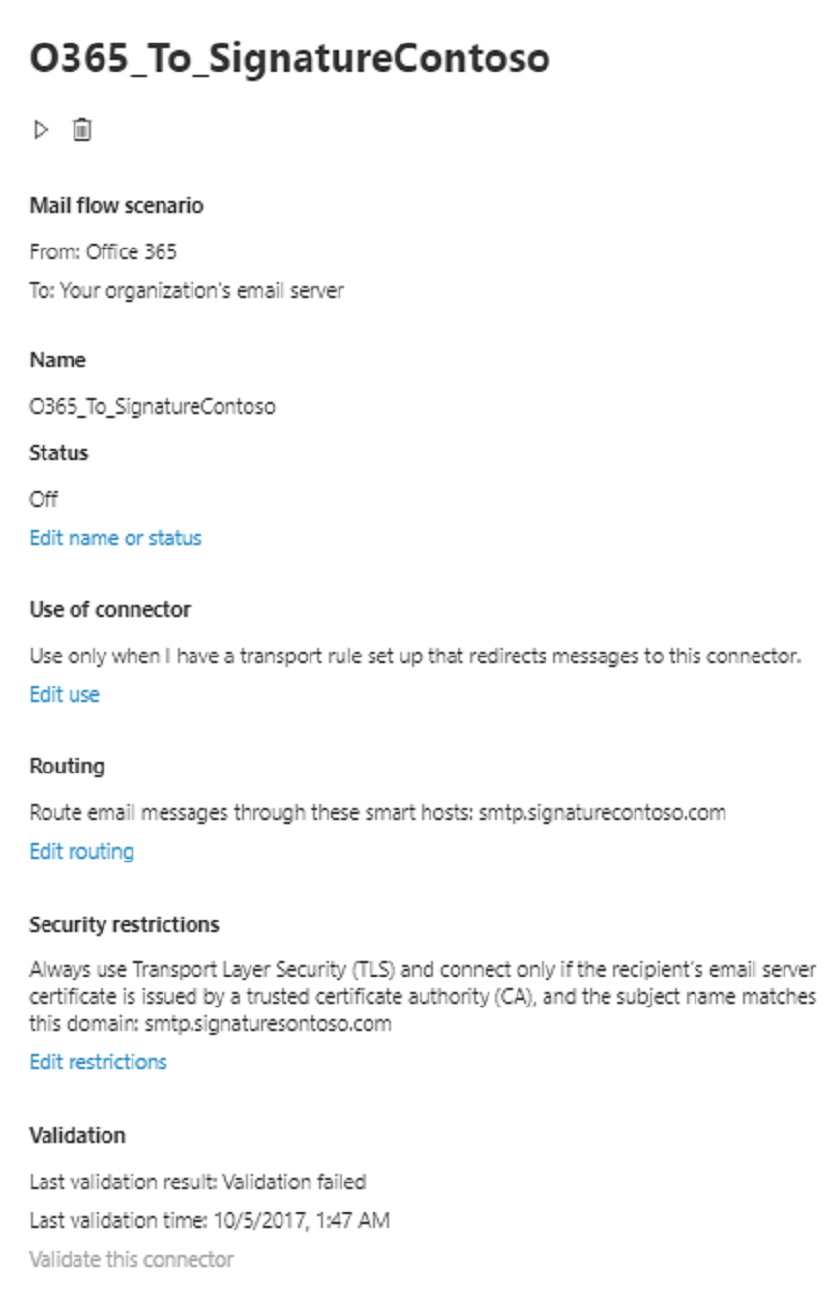 O365_To_SignatureContoso
Mail flow scenario
From: Office 365
To: Your organization's email server
Name
O365_To_SignatureContoso
Status
Off
Edit name or status
Use of connector
Use only when I have a transport rule set up that redirects messages to this connector.
Edit use
Routing
Route email messages through these smart hosts: smtp.signaturecontoso.com
Edit routing
Security restrictions
Always use Transport Layer Security (TLS) and connect only if the recipient's email server
certificate is issued by a trusted certificate authority (CA), and the subject name matches
this domain: smtp.signaturesontoso.com
Edit restrictions
Validation
Last validation result: Validation failed
Last validation time: 10/5/2017, 1:47 AM
Validate this connector